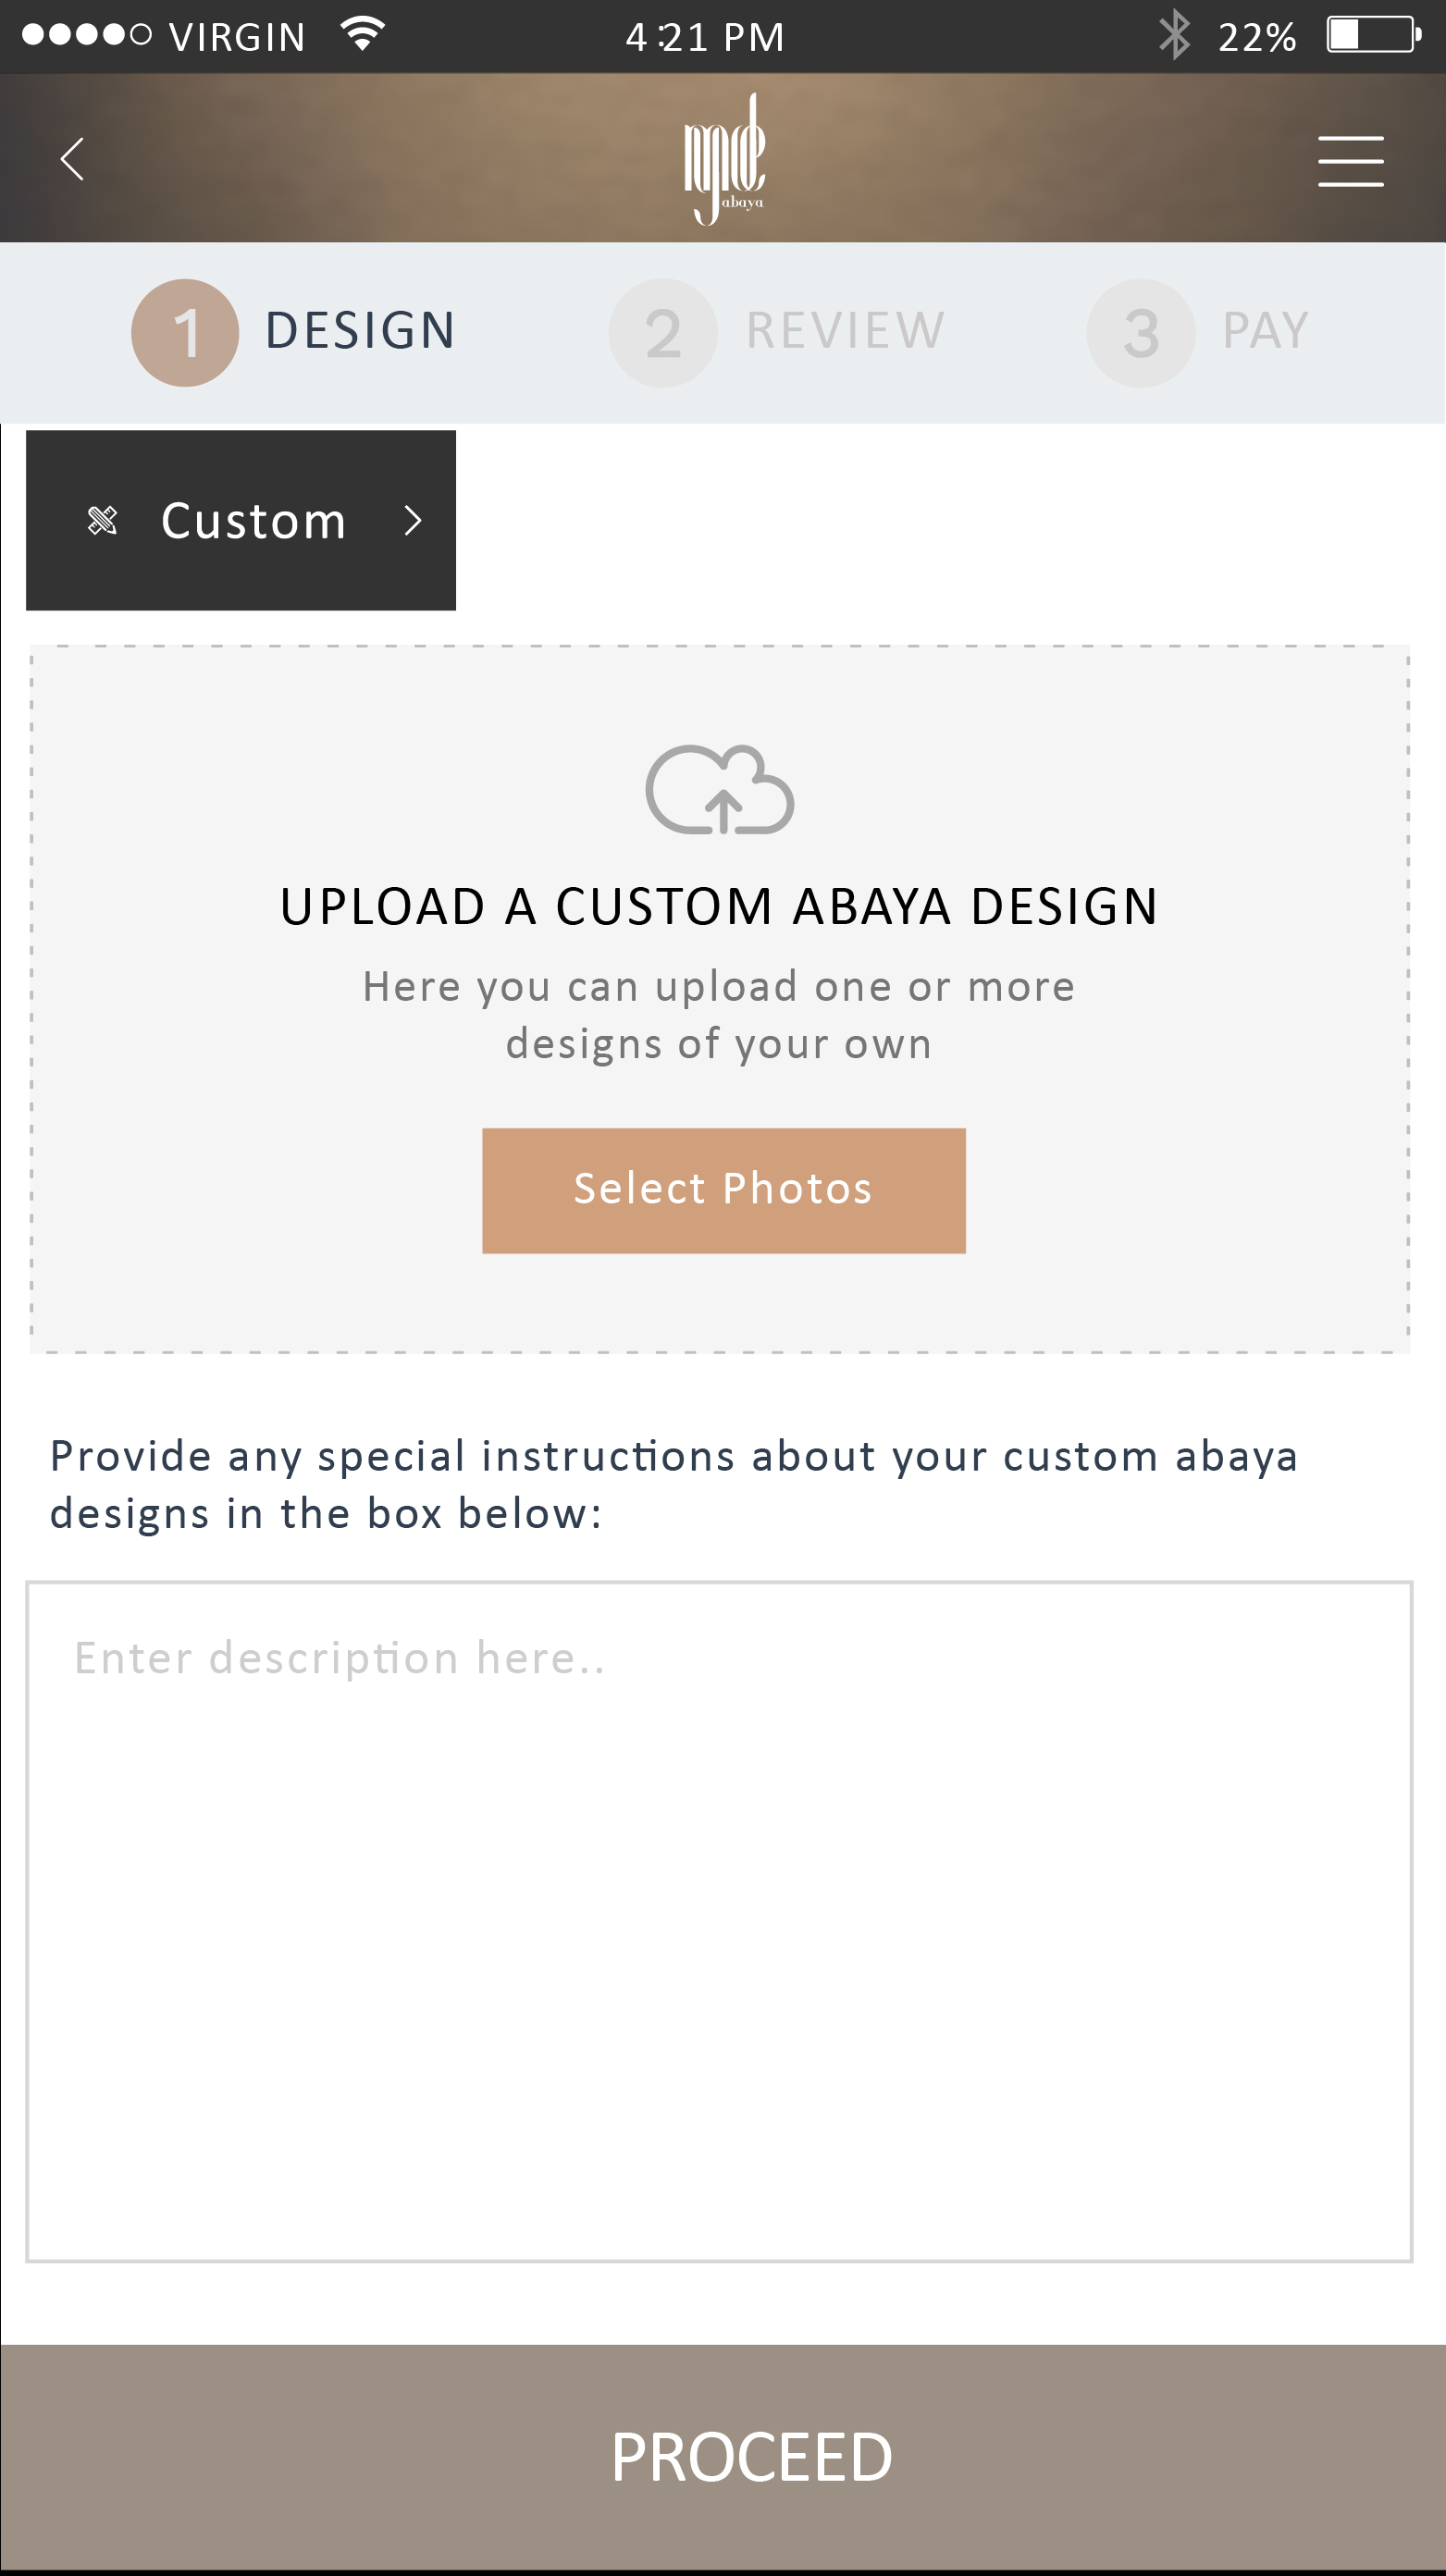 VIRGIN 4:21 PM 22%
abaya
1 DESIGN 2 REVIEW 3 PAY
Custom
UPLOAD A CUSTOM ABAYA DESIGN
Here you can upload one or more
designs of your own
Select Photos
Provide any special instructions about your custom abaya
designs in the box below:
Enter description here..
PROCEED